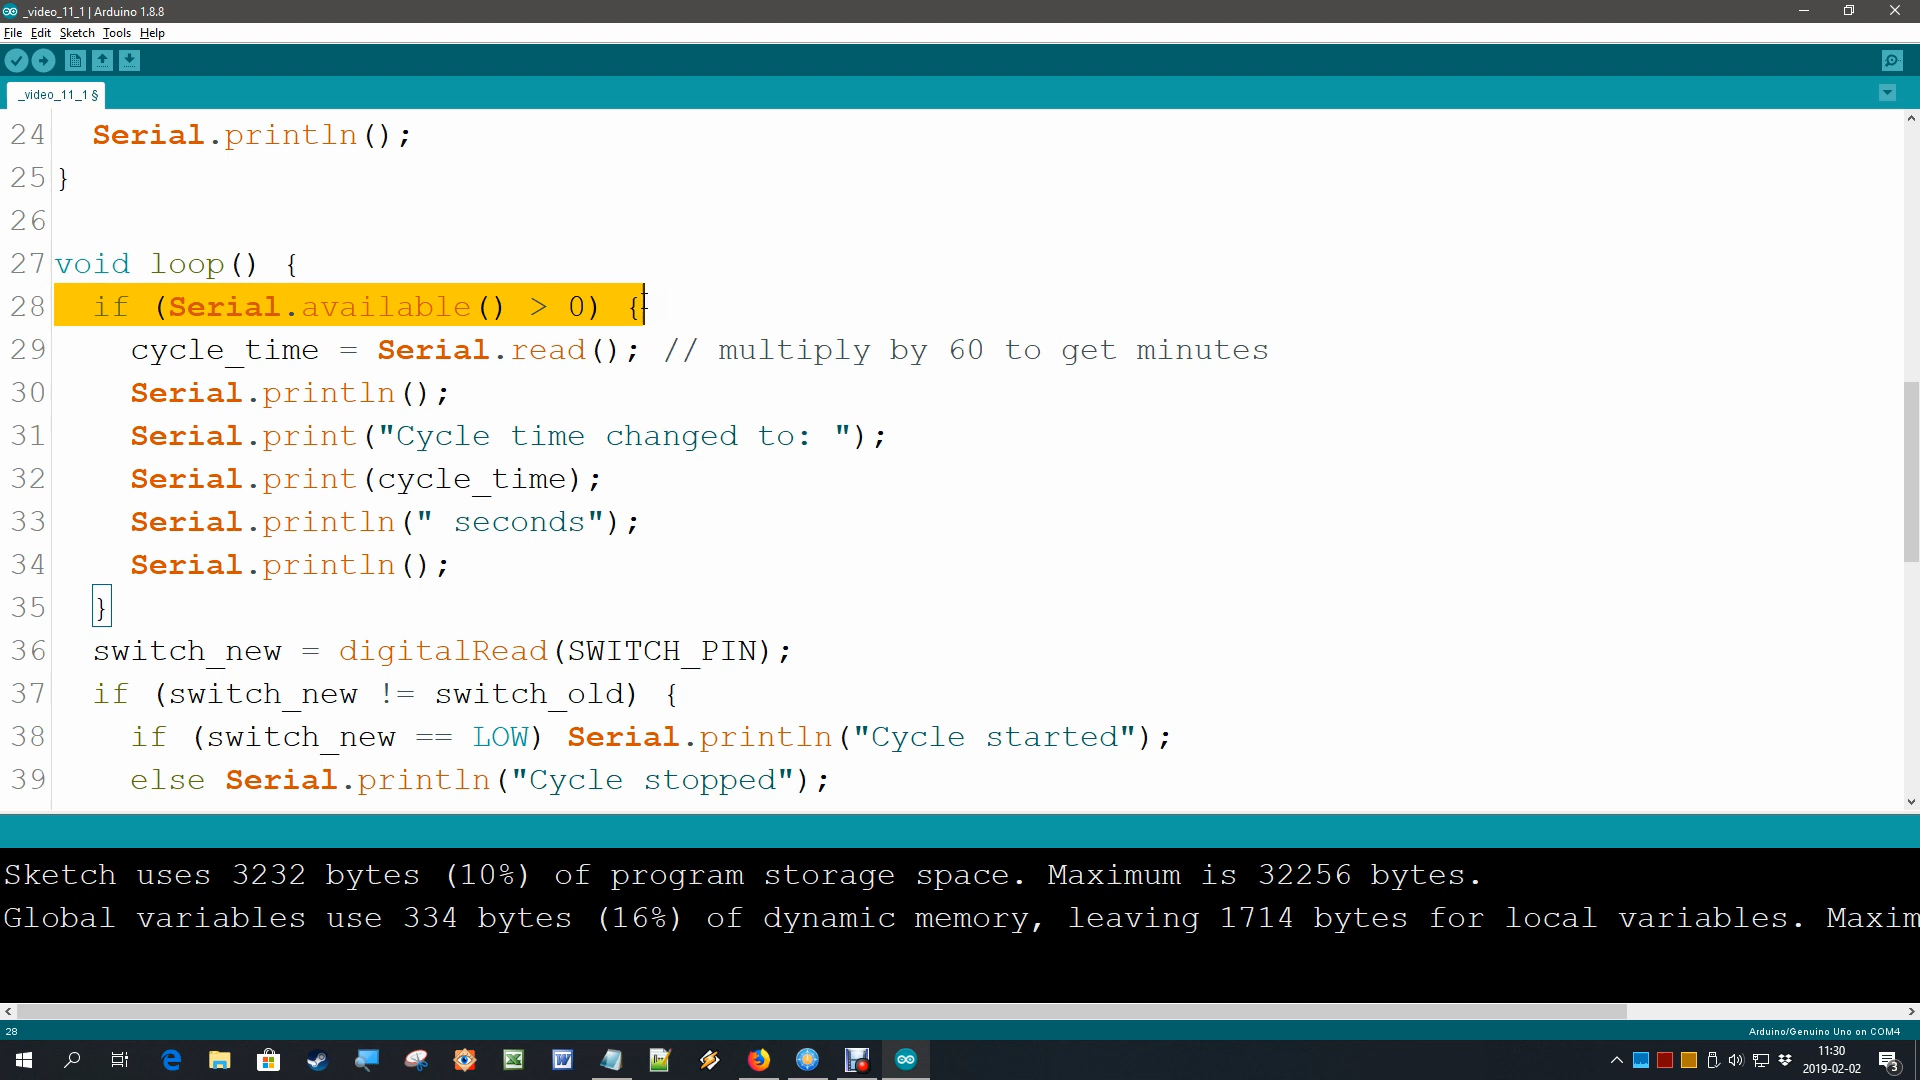 _video_11_1 | Arduino 1.8.8
File Edit Sketch Tools Help
_video_11_1 §
24 Serial.println();
25 }
26
27 void loop() {
28 if (Serial.available() > 0) {
29 cycle_time = Serial.read(); // multiply by 60 to get minutes
30 Serial.println();
31 Serial.print("Cycle time changed to: ");
32 Serial.print(cycle_time);
33 Serial.println(" seconds");
34 Serial.println();
35 }
36 switch_new = digitalRead(SWITCH_PIN);
37 if (switch_new != switch_old) {
38 if (switch_new == LOW) Serial.println("Cycle started");
39 else Serial.println("Cycle stopped");
Sketch uses 3232 bytes (10%) of program storage space. Maximum is 32256 bytes.
Global variables use 334 bytes (16%) of dynamic memory, leaving 1714 bytes for local variables. Maxim
28
Arduino/Genuino Uno on COM4
11:30
2019-02-02
3